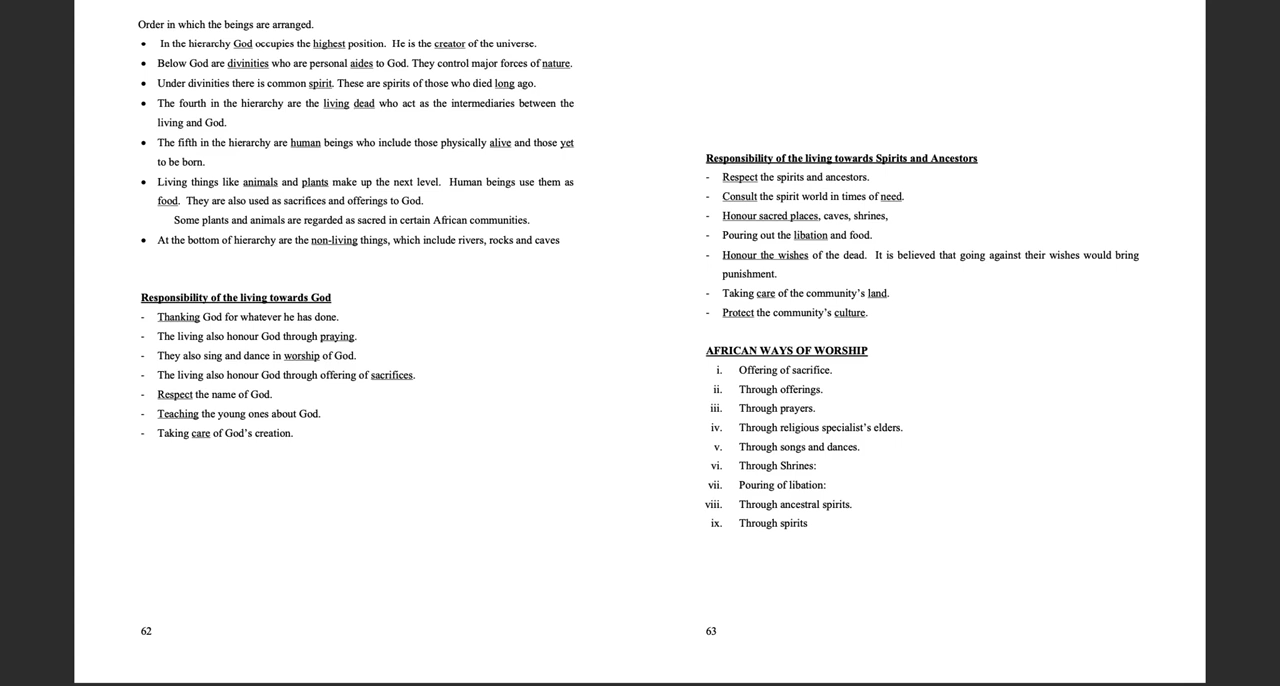 Order in which the beings are arranged.
• In the hierarchy God occupies the highest position. He is the creator of the universe.
• Below God are divinities who are personal aides to God. They control major forces of nature.
• Under divinities there is common spirit. These are spirits of those who died long ago.
• The fourth in the hierarchy are the living dead who act as the intermediaries between the
living and God.
• The fifth in the hierarchy are human beings who include those physically alive and those yet
to be born.
• Living things like animals and plants make up the next level. Human beings use them as
food. They are also used as sacrifices and offerings to God.
Some plants and animals are regarded as sacred in certain African communities.
• At the bottom of hierarchy are the non-living things, which include rivers, rocks and caves
Responsibility of the living towards God
- Thanking God for whatever he has done.
- The living also honour God through praying.
- They also sing and dance in worship of God.
- The living also honour God through offering of sacrifices.
- Respect the name of God.
- Teaching the young ones about God.
- Taking care of God's creation.
62
Responsibility of the living towards Spirits and Ancestors
- Respect the spirits and ancestors.
- Consult the spirit world in times of need.
- Honour sacred places, caves, shrines,
- Pouring out the libation and food.
- Honour the wishes of the dead. It is believed that going against their wishes would bring
punishment.
- Taking care of the community's land.
- Protect the community's culture.
AFRICAN WAYS OF WORSHIP
i. Offering of sacrifice.
ii. Through offerings.
iii. Through prayers.
iv. Through religious specialist's elders.
v. Through songs and dances.
vi. Through Shrines:
vii. Pouring of libation:
viii. Through ancestral spirits.
ix. Through spirits
63